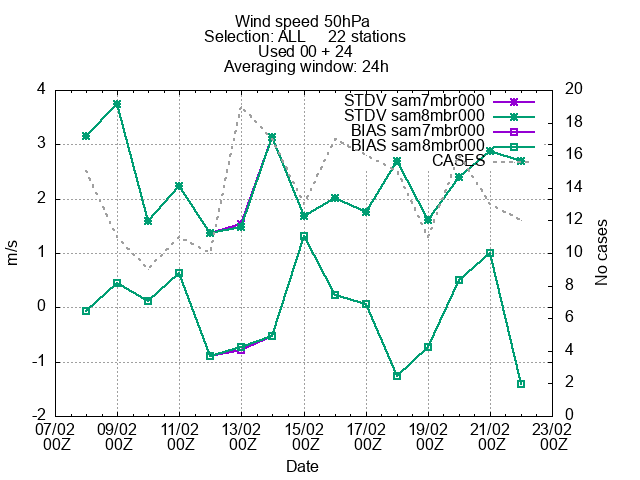 Wind speed 50hPa
Selection: ALL 22 stations
Used 00 + 24
Averaging window: 24h
STDV sam7mbr000
STDV sam8mbr000
BIAS sam7mbr000
BIAS sam8mbr000
CASES
4
3
2
1
0
-1
-2
m/s
20
18
16
14
12
10
8
6
4
2
0
No cases
07/02 09/02 11/02 13/02 15/02 17/02 19/02 21/02 23/02
00Z 00Z 00Z 00Z 00Z 00Z 00Z 00Z 00Z
Date